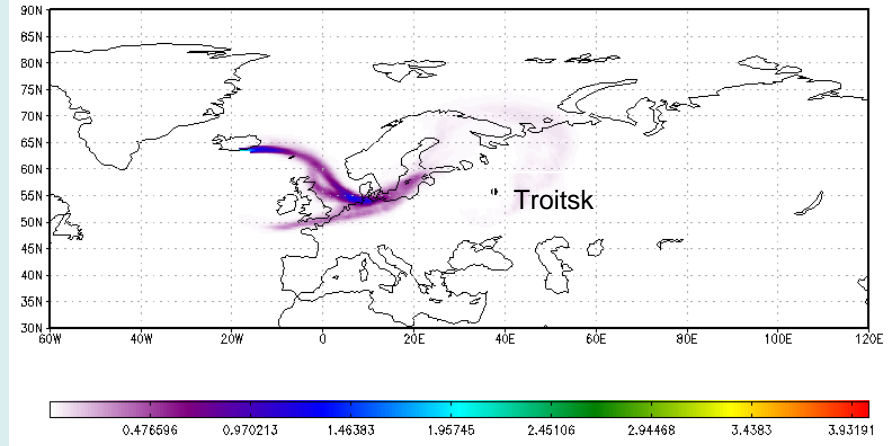 90N
85N
80N
75N
70N
65N
60N
55N
50N
45N
40N
35N
30N
Troitsk
60W 40W 20W 0 20E 40E 60E 80E 100E 120E
0.476596 0.970213 1.46383 1.95745 2.45106 2.94468 3.4383 3.93191